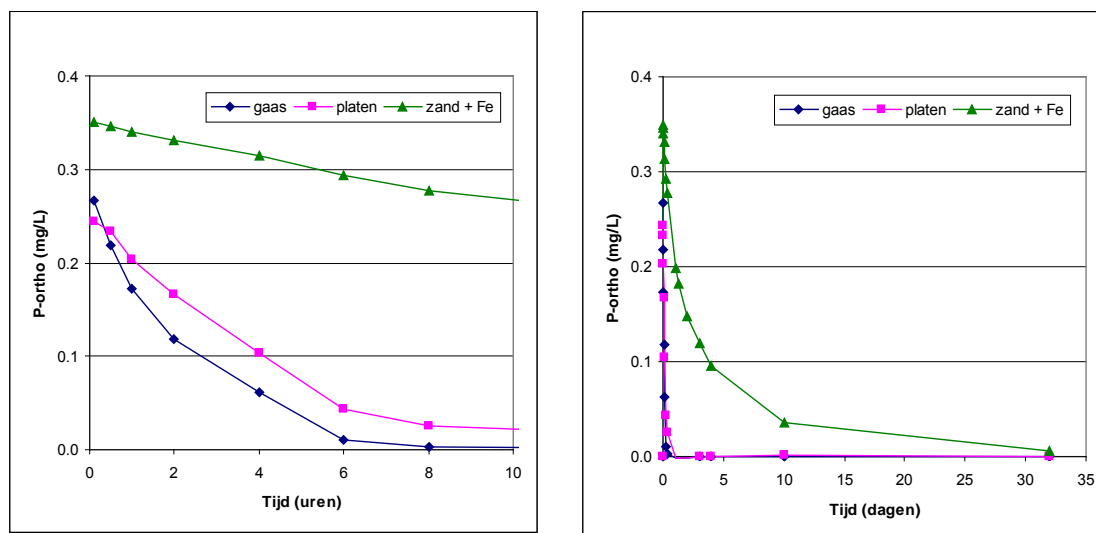 0.4
0.3
0.2
0.1
0.0
P-ortho (mg/L)
gaas platen zand + Fe
0 2 4 6 8 10
Tijd (uren)
0.4
0.3
0.2
0.1
0.0
P-ortho (mg/L)
gaas platen zand + Fe
0 5 10 15 20 25 30 35
Tijd (dagen)